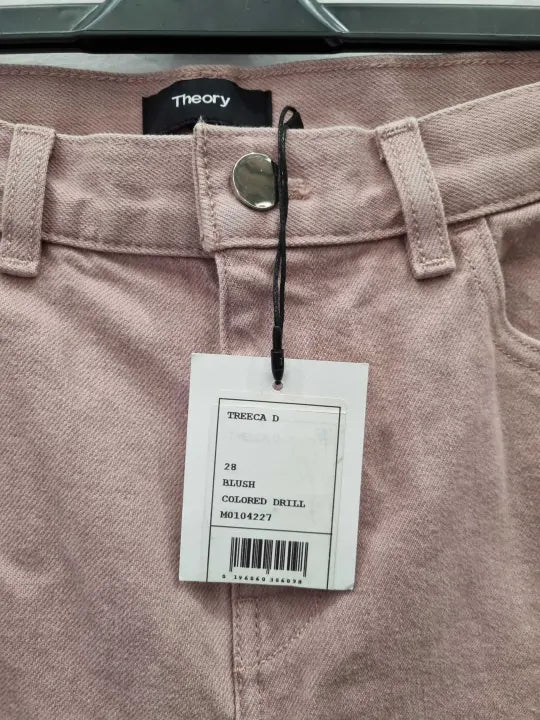 Theory
TREECA D
28
BLUSH
COLORED DRILL
M0104227